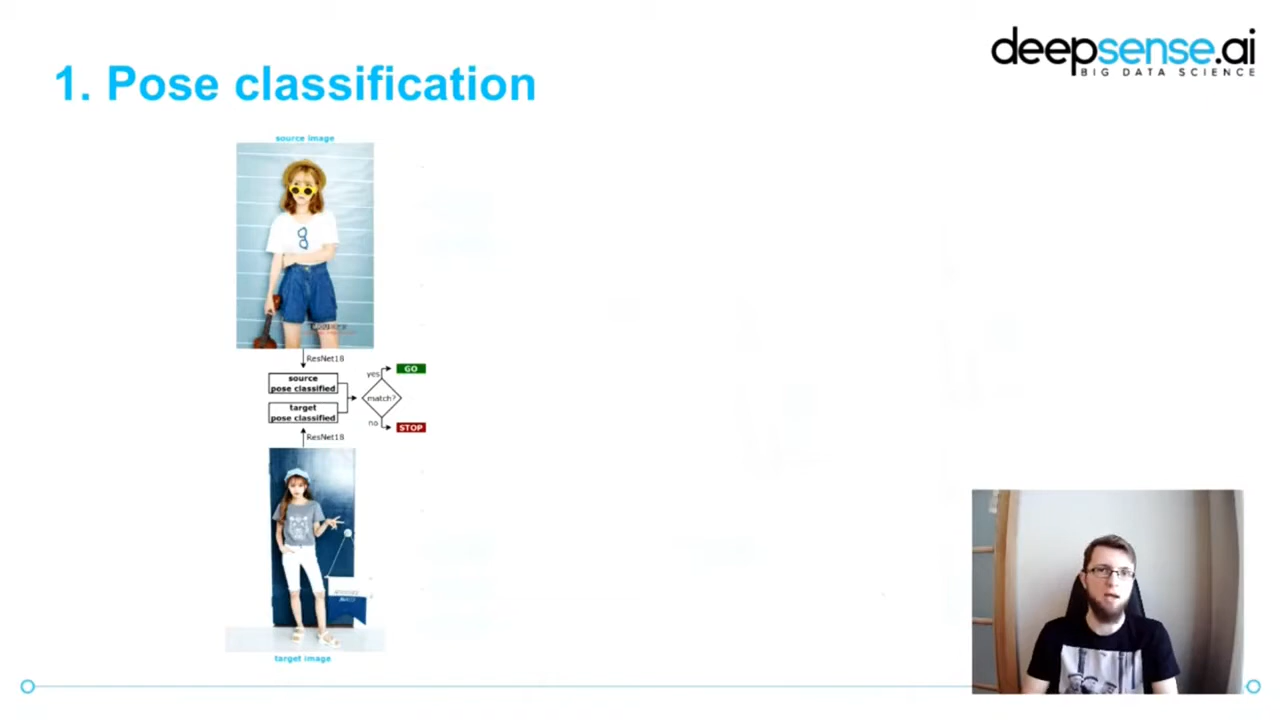 deepsense.ai
BIG DATA SCIENCE
1. Pose classification
source image
ResNet18
source
pose classified
target
pose classified
yes
match?
no
GO
STOP
ResNet18
target image